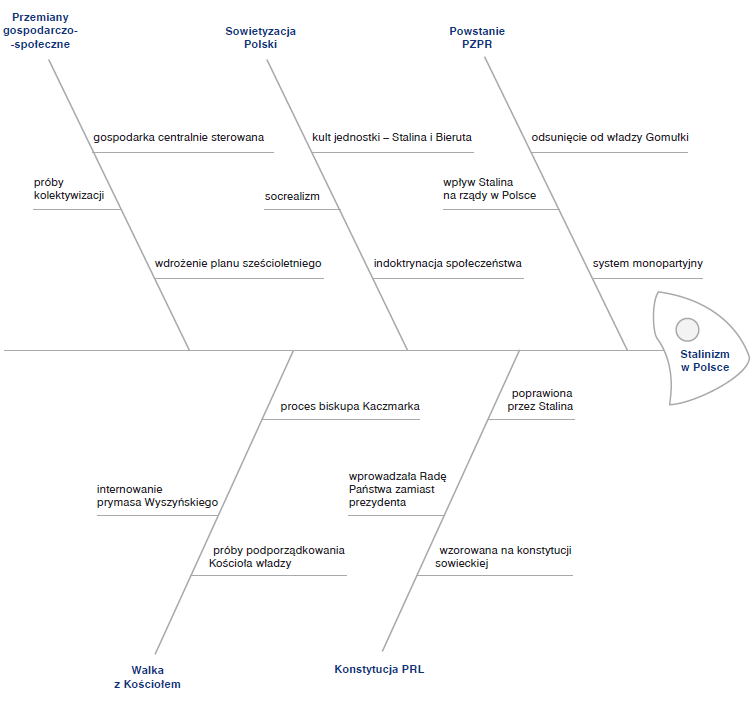 Przemiany
gospodarczo-
-społeczne
Sowietyzacja
Polski
Powstanie
PZPR
gospodarka centralnie sterowana
kult jednostki – Stalina i Bieruta
odsunięcie od władzy Gomułki
próby
kolektywizacji
socrealizm
wpływ Stalina
na rządy w Polsce
wdrożenie planu sześcioletniego
indoktrynacja społeczeństwa
system monopartyjny
Stalinizm
w Polsce
proces biskupa Kaczmarka
poprawiona
przez Stalina
internowanie
prymasa Wyszyńskiego
wprowadzała Radę
Państwa zamiast
prezydenta
próby podporządkowania
Kościoła władzy
wzorowana na konstytucji
sowieckiej
Walka
z Kościołem
Konstytucja PRL